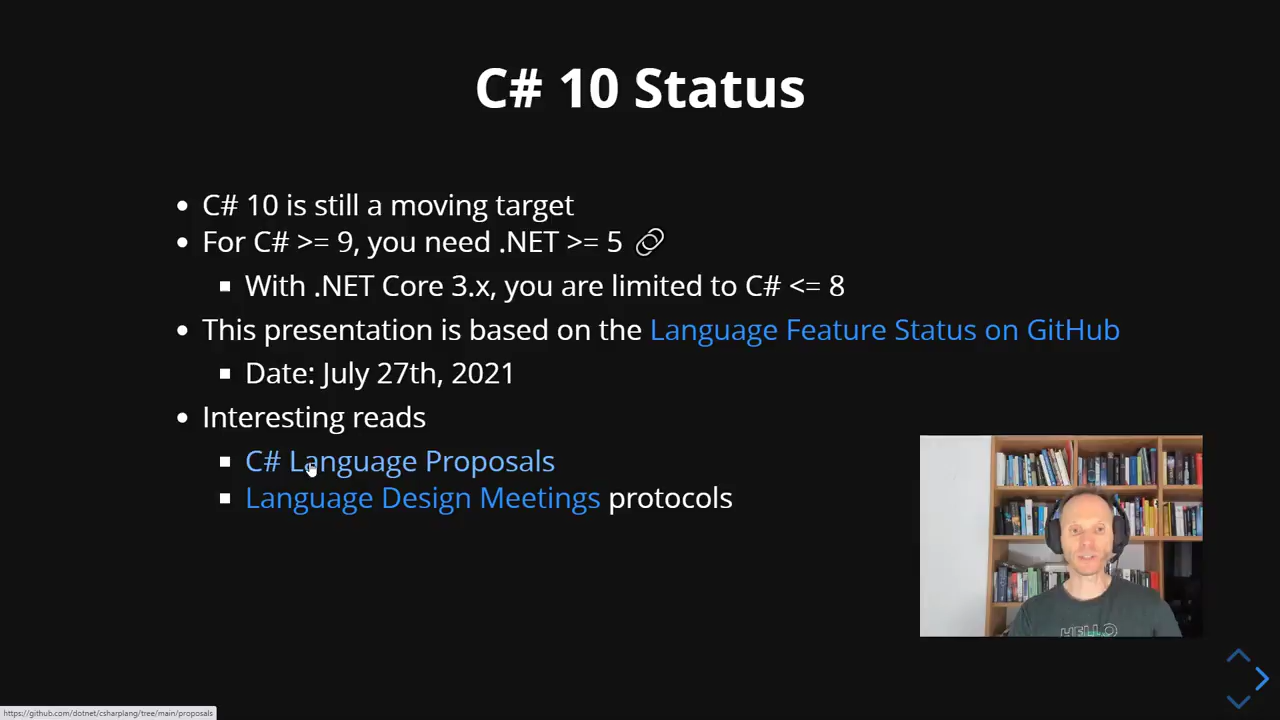 C# 10 Status
C# 10 is still a moving target
For C# >= 9, you need .NET >= 5
With .NET Core 3.x, you are limited to C# <= 8
This presentation is based on the Language Feature Status on GitHub
Date: July 27th, 2021
Interesting reads
C# Language Proposals
Language Design Meetings protocols
HELLO
https://github.com/dotnet/csharplang/tree/main/proposals